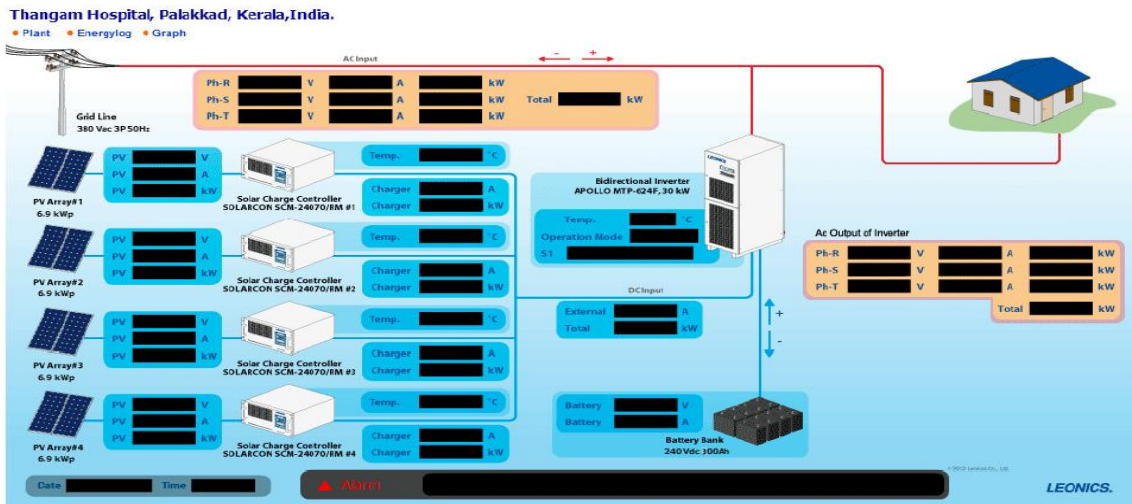 Thangam Hospital, Palakkad, Kerala,India.
Plant Energylog Graph
AC Input
- +
Ph-R V A kW
Ph-S V A kW
Ph-T V A kW
Total kW
Grid Line
380 Vac 3P 50Hz
PV V
PV A
PV kW
PV Array#1
6.9 kWp
Solar Charge Controller
SOLARCON SCM-24070/RM #1
Temp. °C
Charger A
Charger kW
PV V
PV A
PV kW
PV Array#2
6.9 kWp
Solar Charge Controller
SOLARCON SCM-24070/RM #2
Temp. °C
Charger A
Charger kW
PV V
PV A
PV kW
PV Array#3
6.9 kWp
Solar Charge Controller
SOLARCON SCM-24070/RM #3
Temp. °C
Charger A
Charger kW
PV V
PV A
PV kW
PV Array#4
6.9 kWp
Solar Charge Controller
SOLARCON SCM-24070/RM #4
Temp. °C
Charger A
Charger kW
LEONICS
Bidirectional Inverter
APOLLO MTP-624F, 30 kW
Temp. °C
Operation Mode
S1
DC Input
External A
Total kW
+
-
Battery V
Battery A
Battery Bank
240 Vdc 300Ah
Ac Output of Inverter
Ph-R V A kW
Ph-S V A kW
Ph-T V A kW
Total kW
Date Time
Alarm
© 2012 Leonics Co., Ltd.
LEONICS.